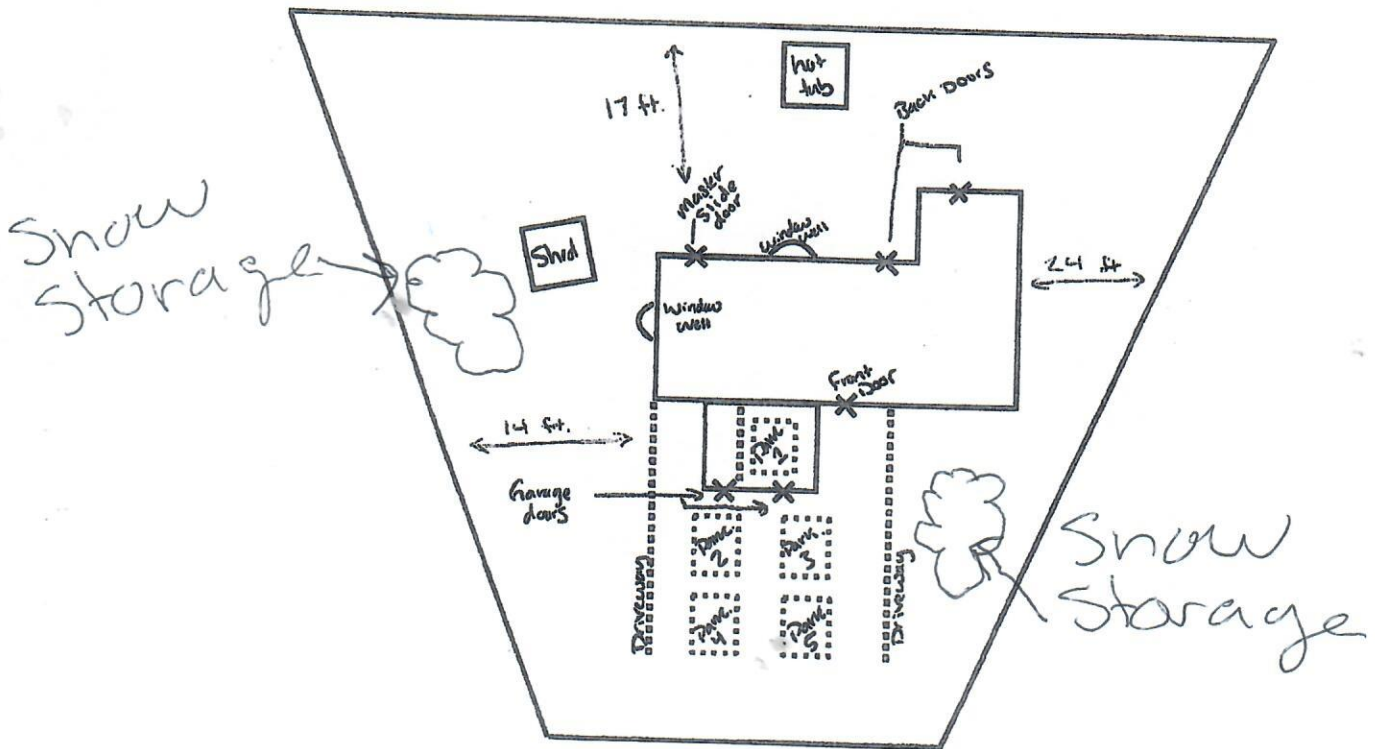 hot
tub
17 ft.
Back Doors
Master
Slide
door
Window
Well
Snow
Storage
Shed
24 ft
Window
Well
Front
Door
14 ft.
Park
1
Garage
doors
Park
2
Park
3
Driveway
Driveway
Snow
Storage
Park
4
Park
5